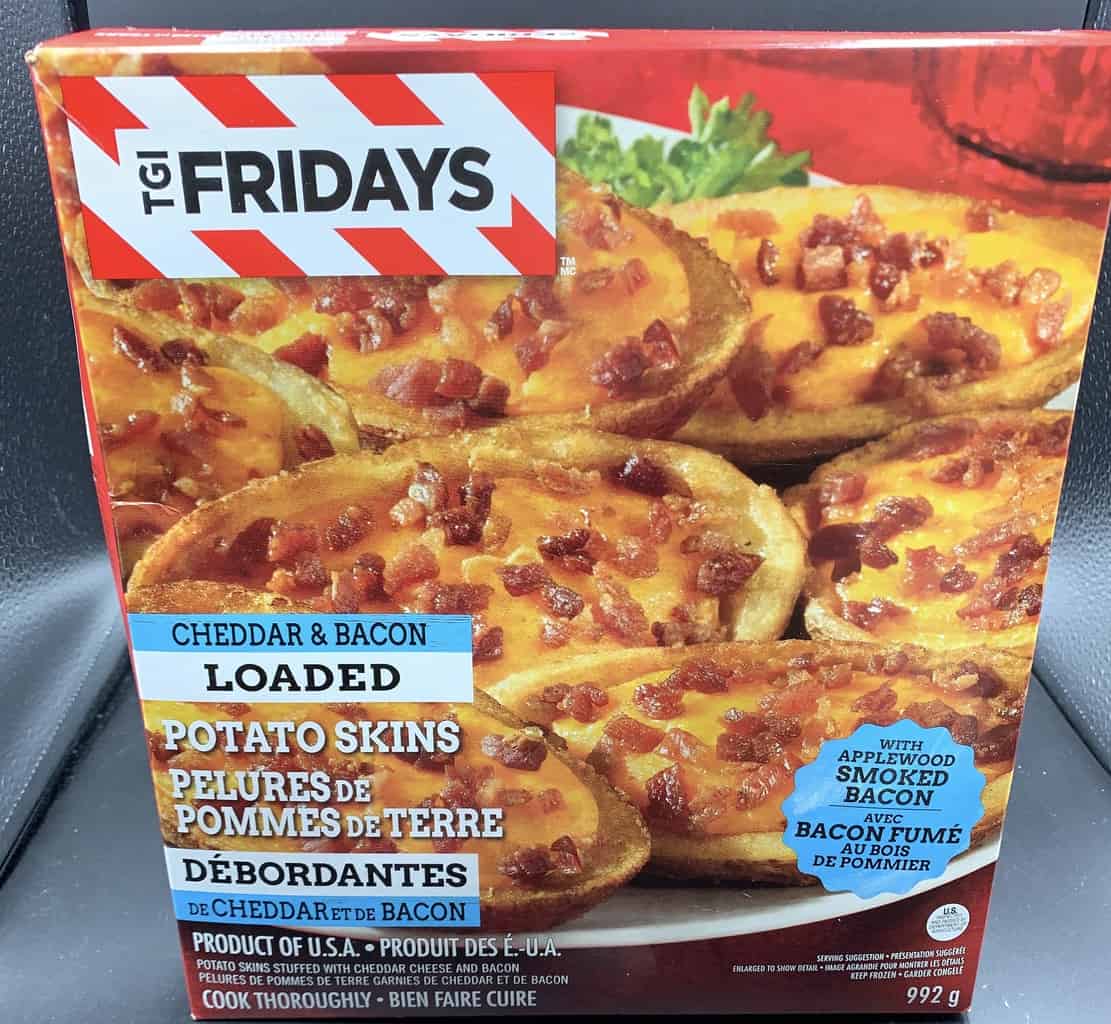 TGI FRIDAYS
TM
MC
CHEDDAR & BACON
LOADED
POTATO SKINS
PELURES DE
POMMES DE TERRE
DÉBORDANTES
DE CHEDDAR ET DE BACON
WITH
APPLEWOOD
SMOKED
BACON
AVEC
BACON FUMÉ
AU BOIS
DE POMMIER
PRODUCT OF U.S.A. • PRODUIT DES É.-U.A.
POTATO SKINS STUFFED WITH CHEDDAR CHEESE AND BACON
PELURES DE POMMES DE TERRE GARNIES DE CHEDDAR ET DE BACON
COOK THOROUGHLY • BIEN FAIRE CUIRE
U.S.
SERVING SUGGESTION • PRÉSENTATION SUGGÉRÉE
ENLARGED TO SHOW DETAIL • IMAGE AGRANDIE POUR MONTRER LES DÉTAILS
KEEP FROZEN • GARDER CONGELÉ
992 g